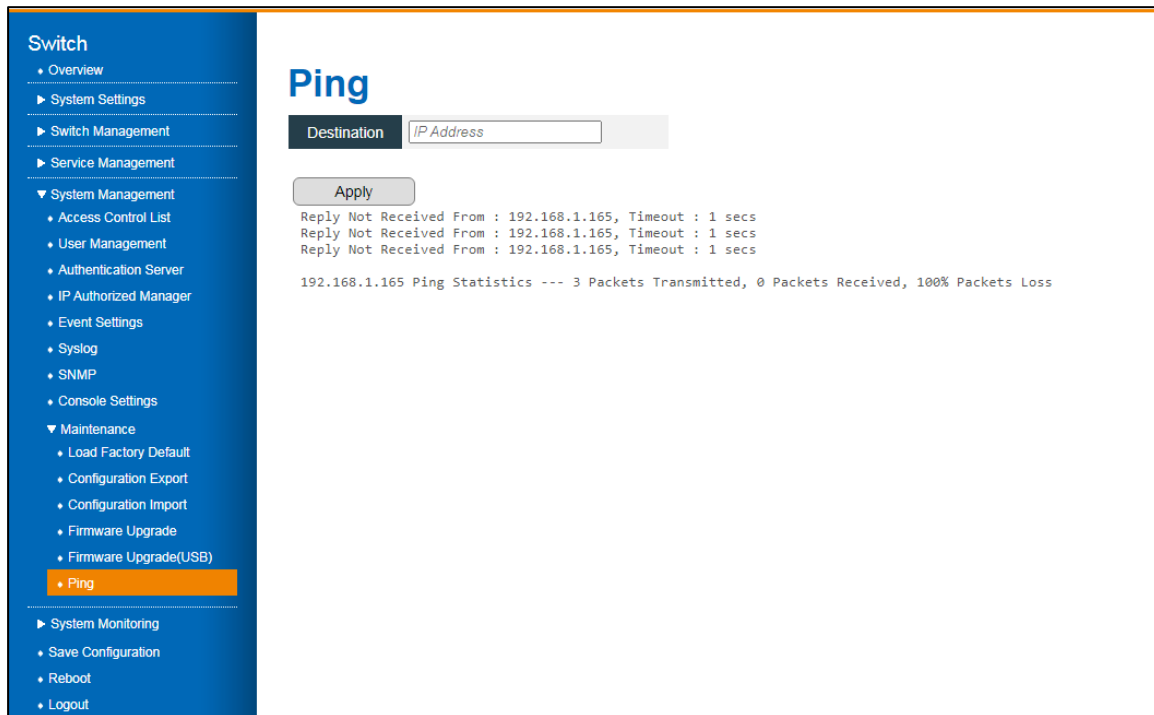 Switch
Overview
System Settings
Switch Management
Service Management
System Management
Access Control List
User Management
Authentication Server
IP Authorized Manager
Event Settings
Syslog
SNMP
Console Settings
Maintenance
Load Factory Default
Configuration Export
Configuration Import
Firmware Upgrade
Firmware Upgrade(USB)
Ping
System Monitoring
Save Configuration
Reboot
Logout
Ping
Destination IP Address
Apply
Reply Not Received From : 192.168.1.165, Timeout : 1 secs
Reply Not Received From : 192.168.1.165, Timeout : 1 secs
Reply Not Received From : 192.168.1.165, Timeout : 1 secs
192.168.1.165 Ping Statistics --- 3 Packets Transmitted, 0 Packets Received, 100% Packets Loss